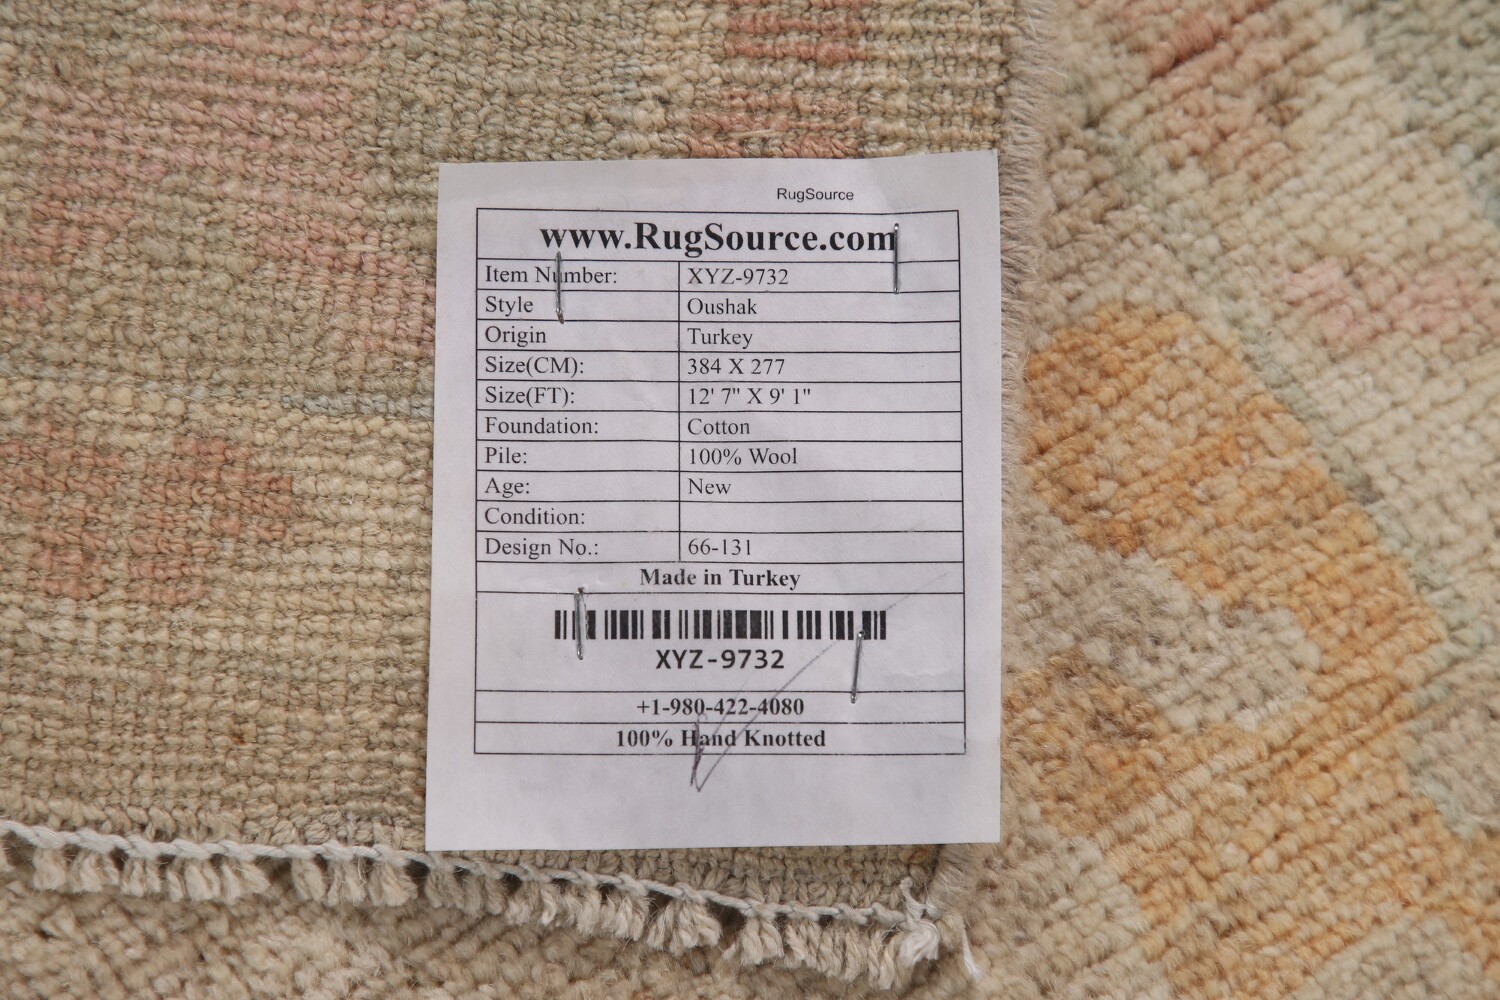 RugSource
www.RugSource.com
Item Number: XYZ-9732
Style Oushak
Origin Turkey
Size(CM): 384 X 277
Size(FT): 12' 7" X 9' 1"
Foundation: Cotton
Pile: 100% Wool
Age: New
Condition:
Design No.: 66-131
Made in Turkey
XYZ-9732
+1-980-422-4080
100% Hand Knotted